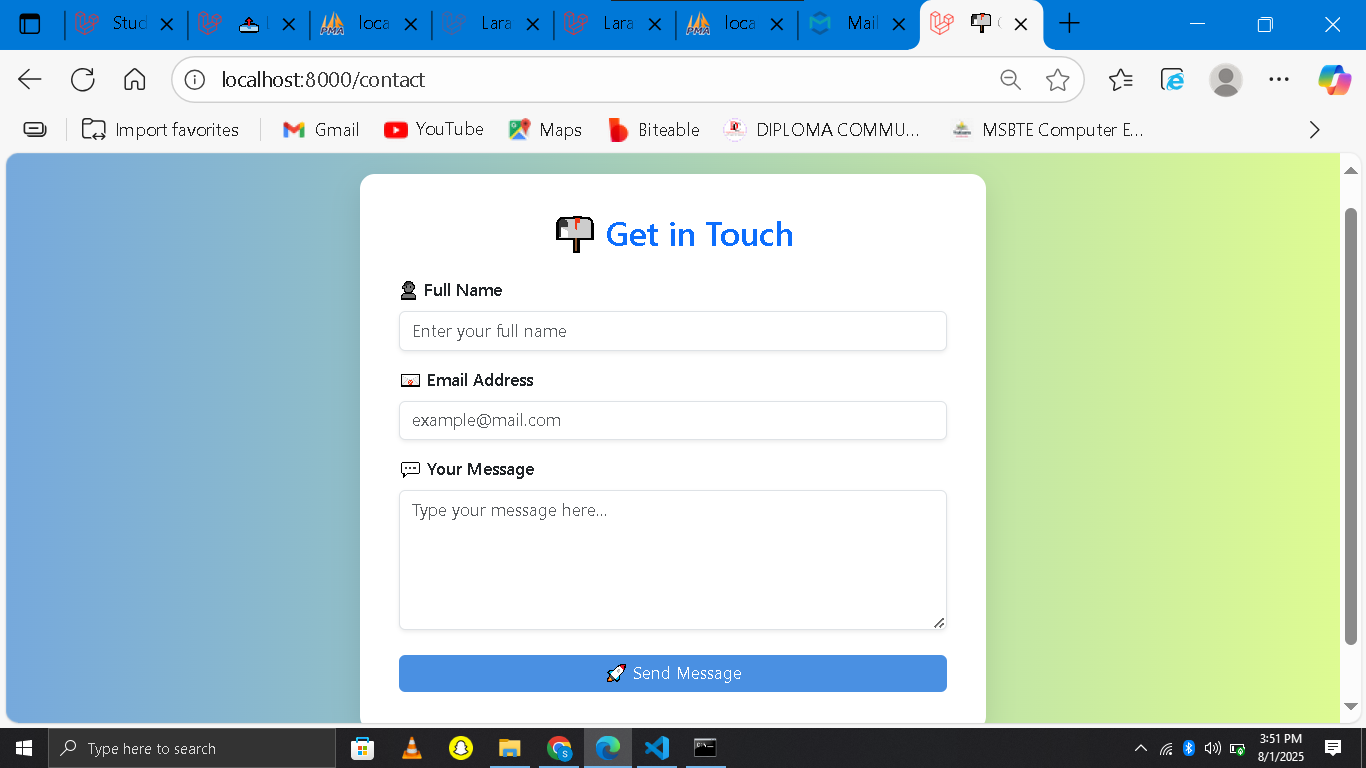 Stud
L
loca
Lara
Lara
loca
Mail
localhost:8000/contact
Import favorites
Gmail
YouTube
Maps
Biteable
DIPLOMA COMMU...
MSBTE Computer E...
Get in Touch
Full Name
Enter your full name
Email Address
example@mail.com
Your Message
Type your message here...
Send Message
Type here to search
3:51 PM
8/1/2025